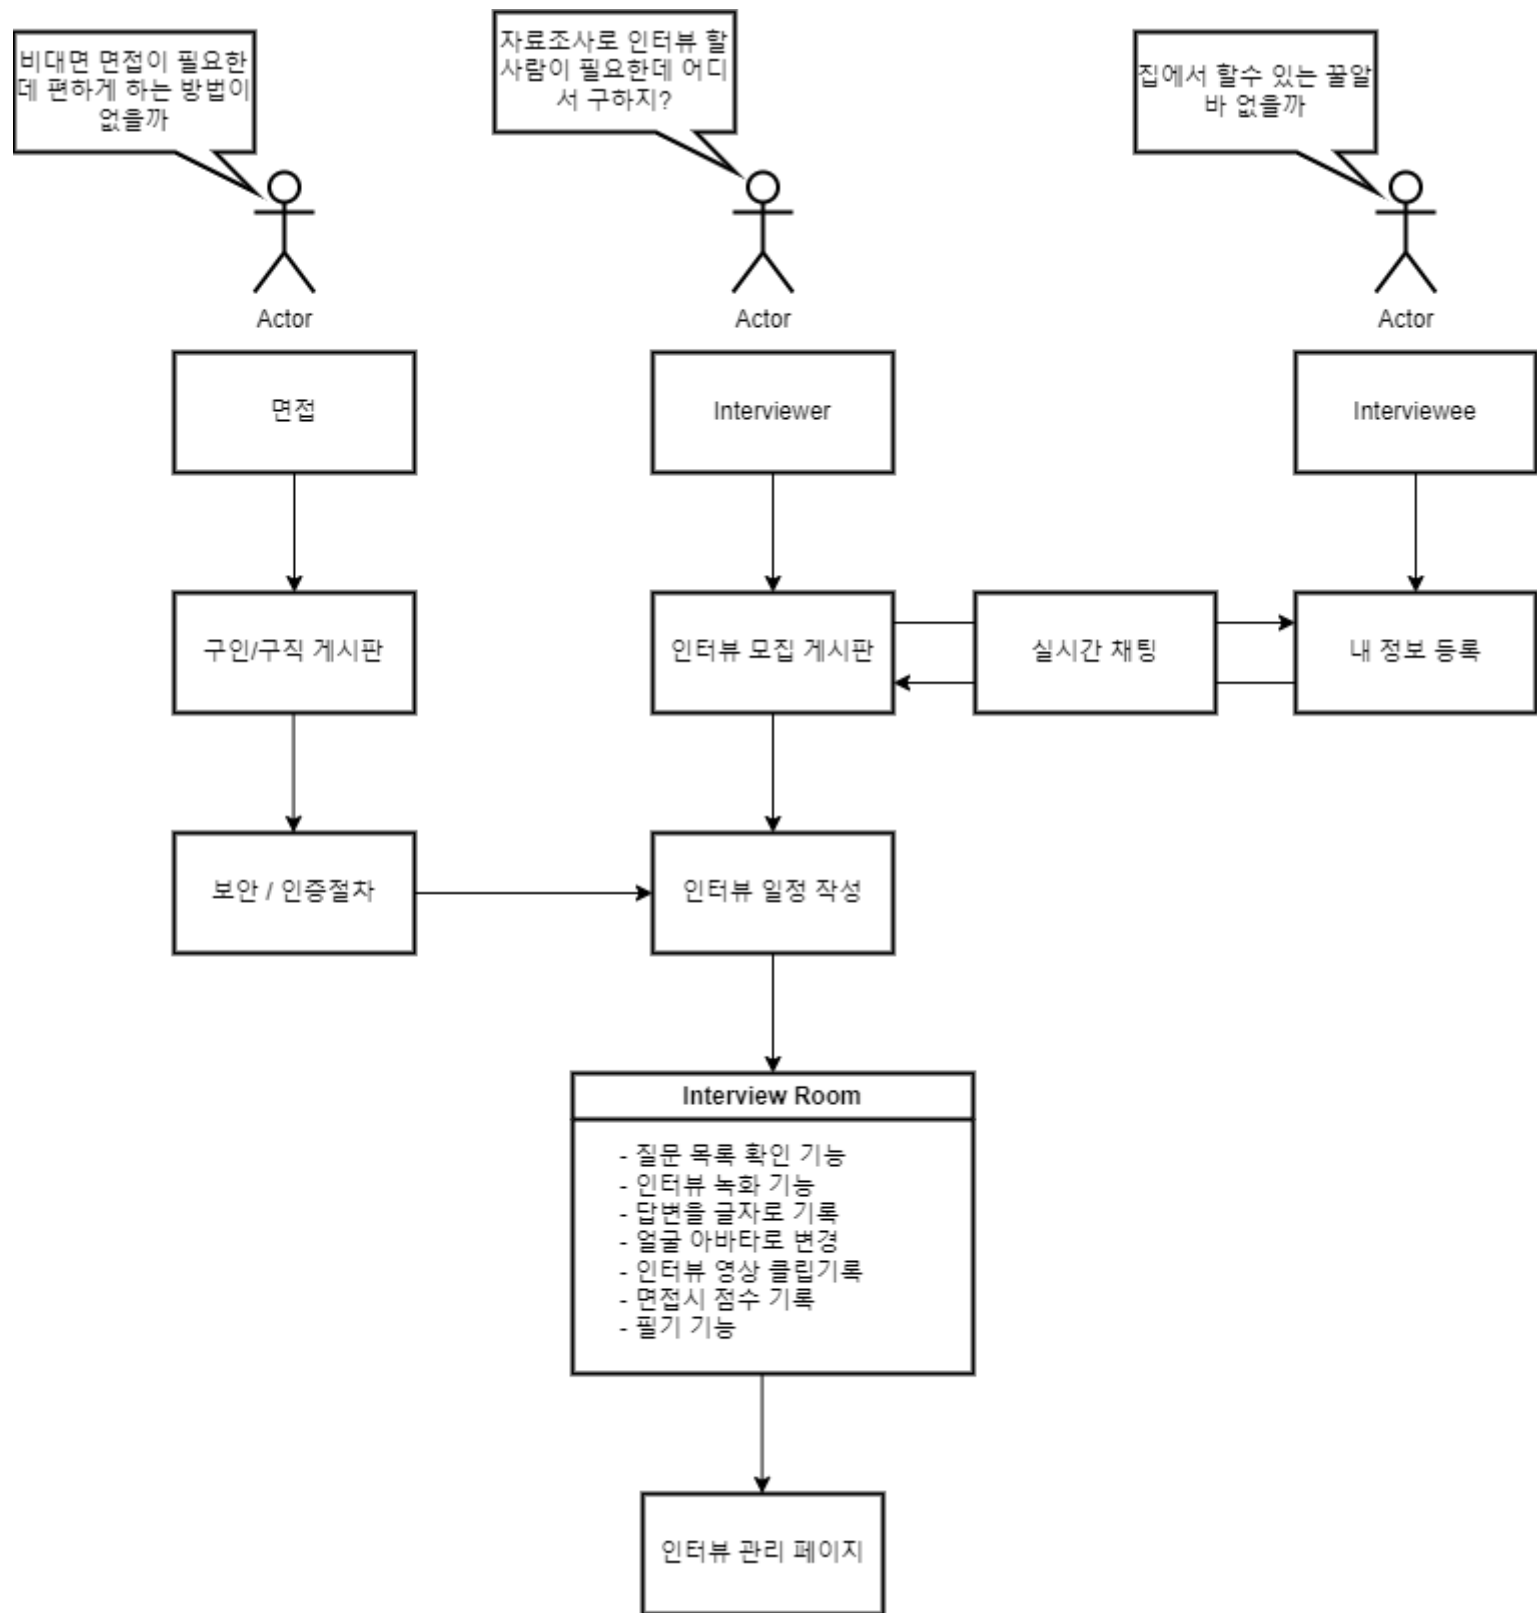 비대면 면접이 필요한
데 편하게 하는 방법이
없을까
자료조사로 인터뷰 할
사람이 필요한데 어디
서 구하지?
집에서 할수 있는 꿀알
바 없을까
Actor
Actor
Actor
면접
Interviewer
Interviewee
구인/구직 게시판
인터뷰 모집 게시판
실시간 채팅
내 정보 등록
보안 / 인증절차
인터뷰 일정 작성
Interview Room
- 질문 목록 확인 기능
- 인터뷰 녹화 기능
- 답변을 글자로 기록
- 얼굴 아바타로 변경
- 인터뷰 영상 클립기록
- 면접시 점수 기록
- 필기 기능
인터뷰 관리 페이지